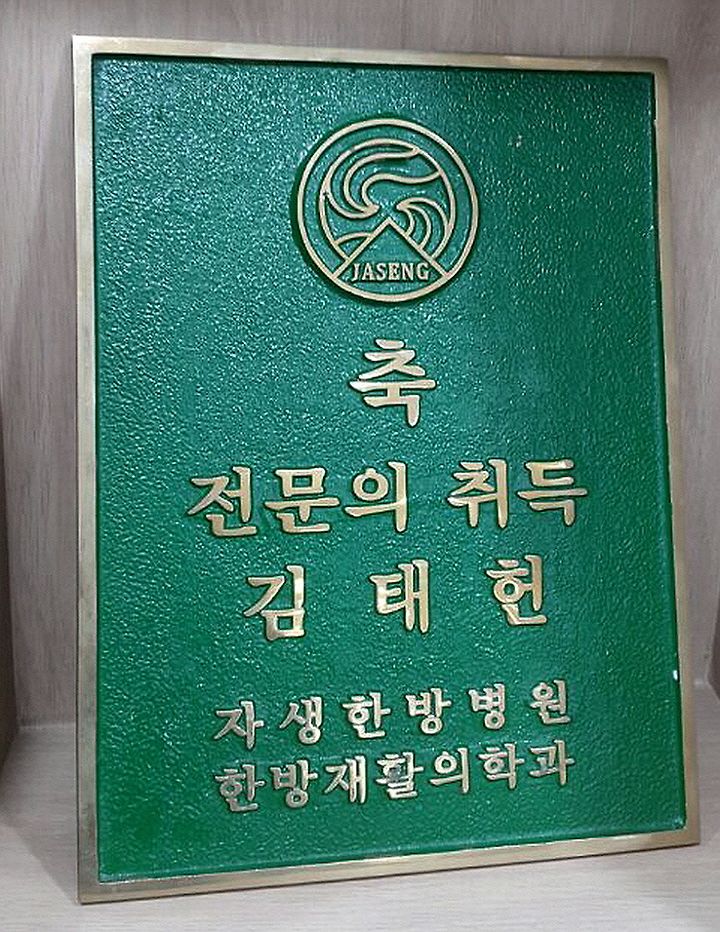 JASENG
축
전문의 취득
김 태 헌
자생한방병원
한방재활의학과